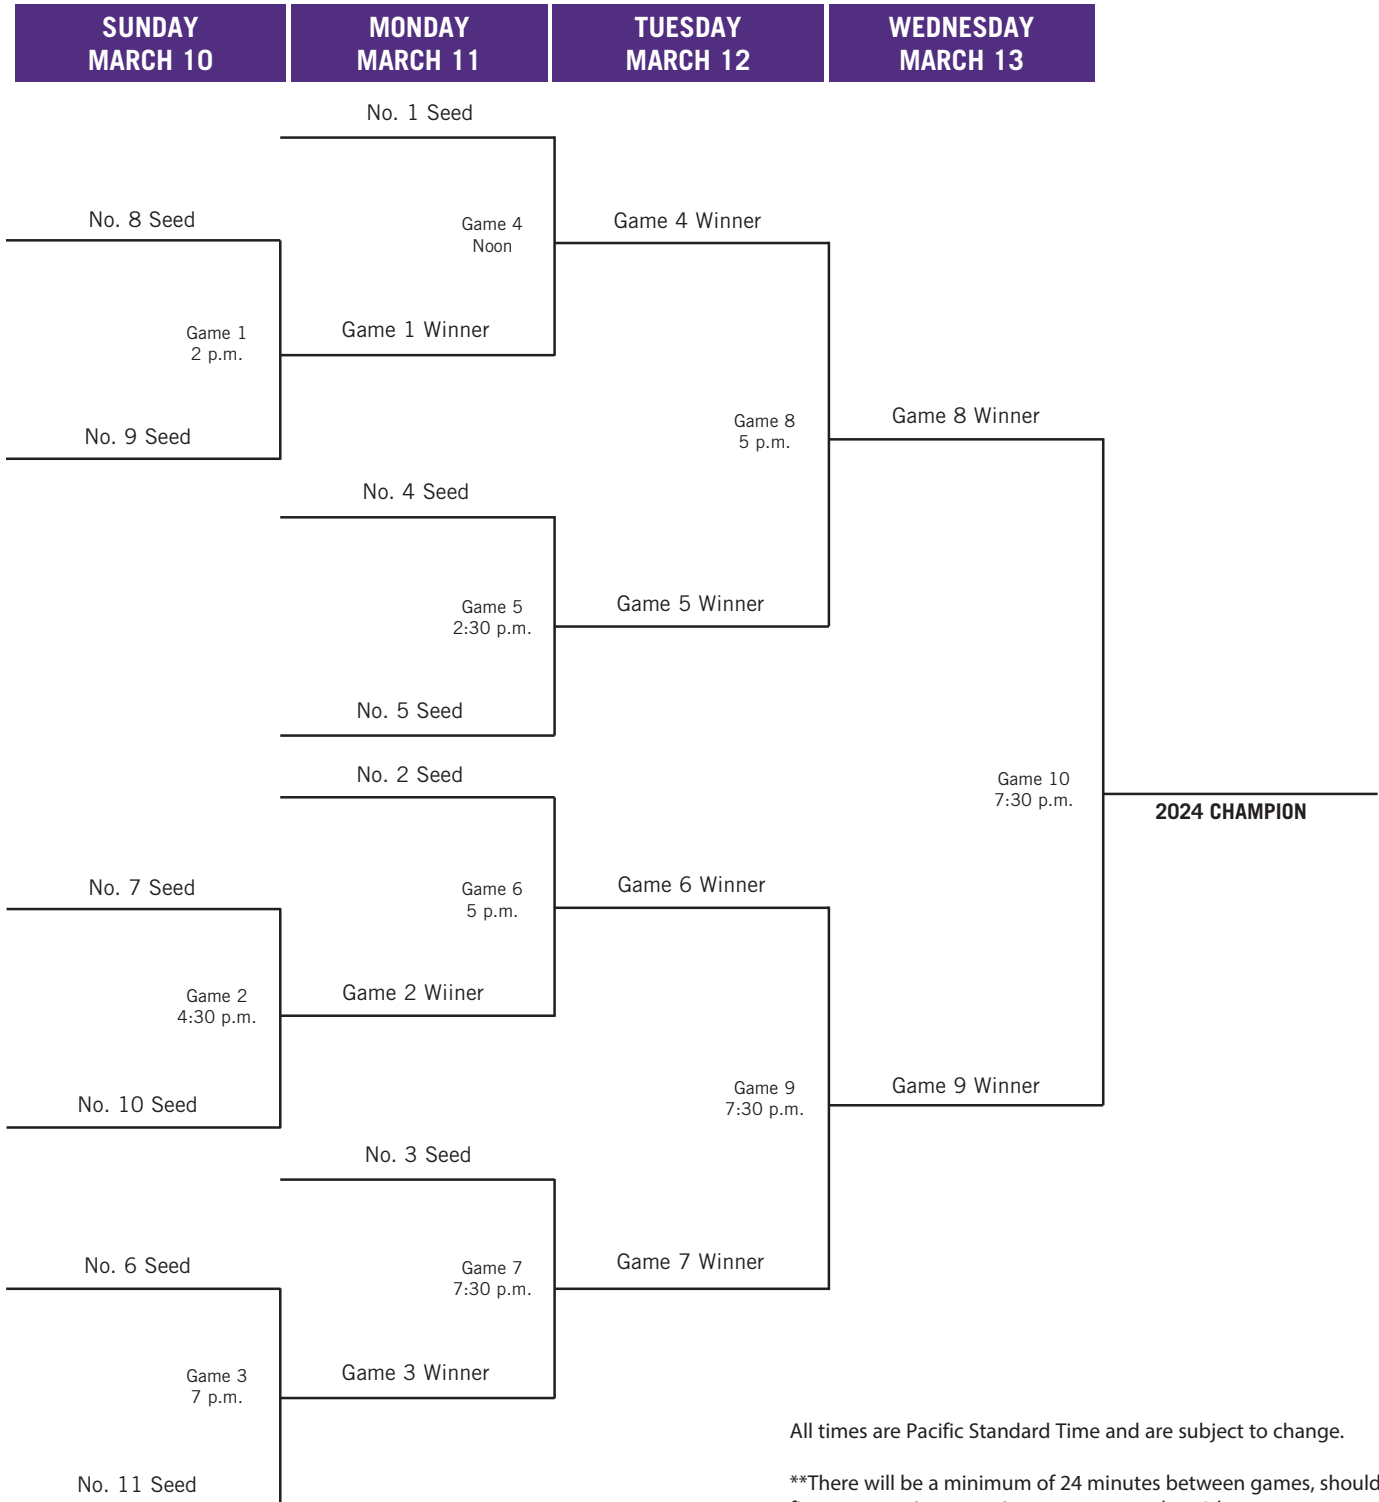 SUNDAY
MARCH 10
MONDAY
MARCH 11
TUESDAY
MARCH 12
WEDNESDAY
MARCH 13
No. 1 Seed
No. 8 Seed
Game 4
Noon
Game 4 Winner
Game 1
2 p.m.
Game 1 Winner
No. 9 Seed
Game 8
5 p.m.
Game 8 Winner
No. 4 Seed
Game 5
2:30 p.m.
Game 5 Winner
No. 5 Seed
No. 2 Seed
Game 10
7:30 p.m.
2024 CHAMPION
No. 7 Seed
Game 6
5 p.m.
Game 6 Winner
Game 2
4:30 p.m.
Game 2 Wiiner
No. 10 Seed
Game 9
7:30 p.m.
Game 9 Winner
No. 3 Seed
No. 6 Seed
Game 7
7:30 p.m.
Game 7 Winner
Game 3
7 p.m.
Game 3 Winner
No. 11 Seed
All times are Pacific Standard Time and are subject to change.
**There will be a minimum of 24 minutes between games, should